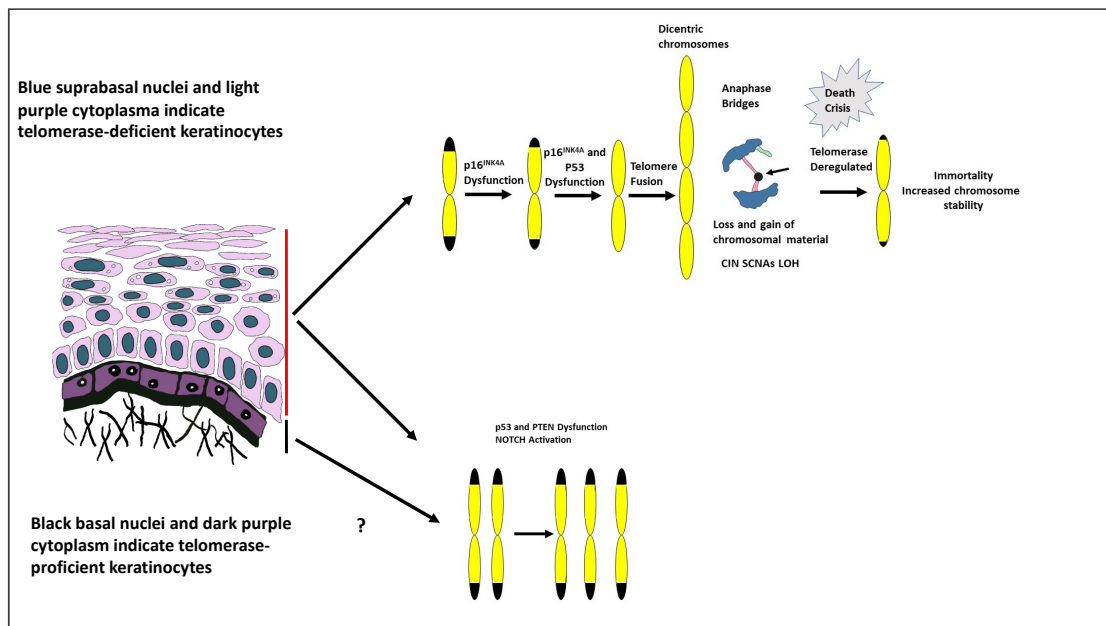 Blue suprabasal nuclei and light
purple cytoplasma indicate
telomerase-deficient keratinocytes
Dicentric
chromosomes
Anaphase
Bridges
Death
Crisis
p16INK4A
Dysfunction
p16INK4A and
P53
Dysfunction
Telomere
Fusion
Telomerase
Deregulated
Immortality
Increased chromosome
stability
Loss and gain of
chromosomal material
CIN SCNAs LOH
p53 and PTEN Dysfunction
NOTCH Activation
Black basal nuclei and dark purple
cytoplasm indicate telomerase-
proficient keratinocytes
?